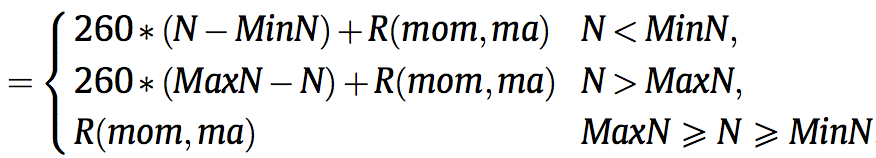 260 ∗ (N − MinN) + R(mom, ma) N < MinN,
= 260 ∗ (MaxN − N) + R(mom, ma) N > MaxN,
R(mom, ma) MaxN ⩾ N ⩾ MinN